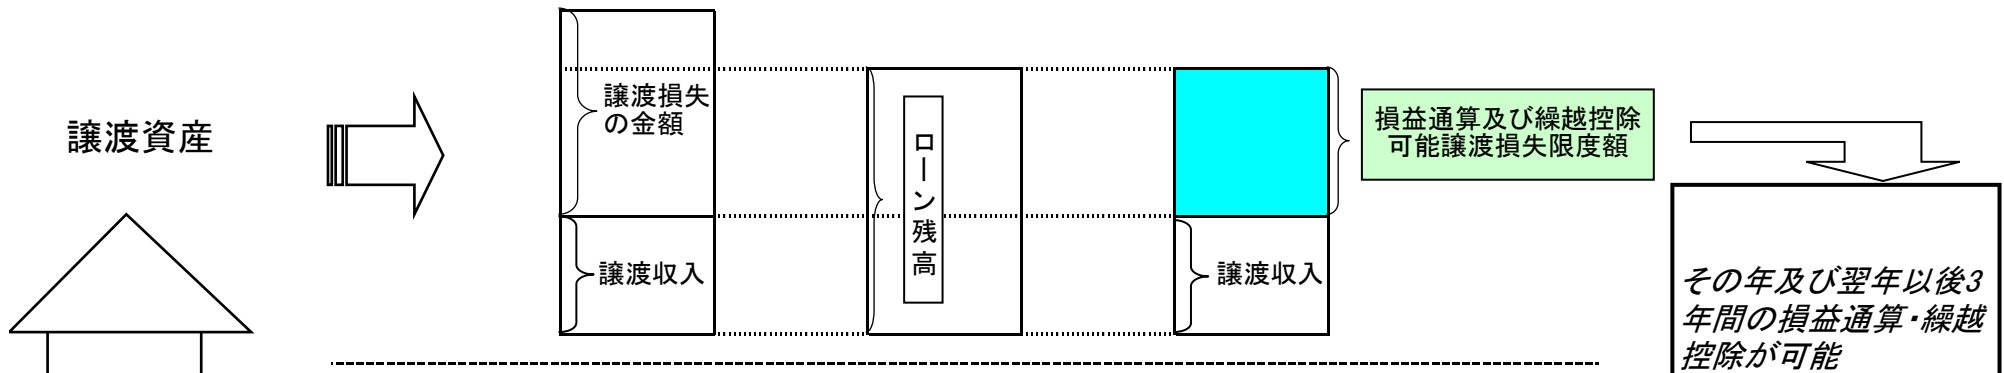 譲渡資産
譲渡損失
の金額
譲渡収入
ローン残高
譲渡収入
損益通算及び繰越控除
可能譲渡損失限度額
その年及び翌年以後3
年間の損益通算・繰越
控除が可能